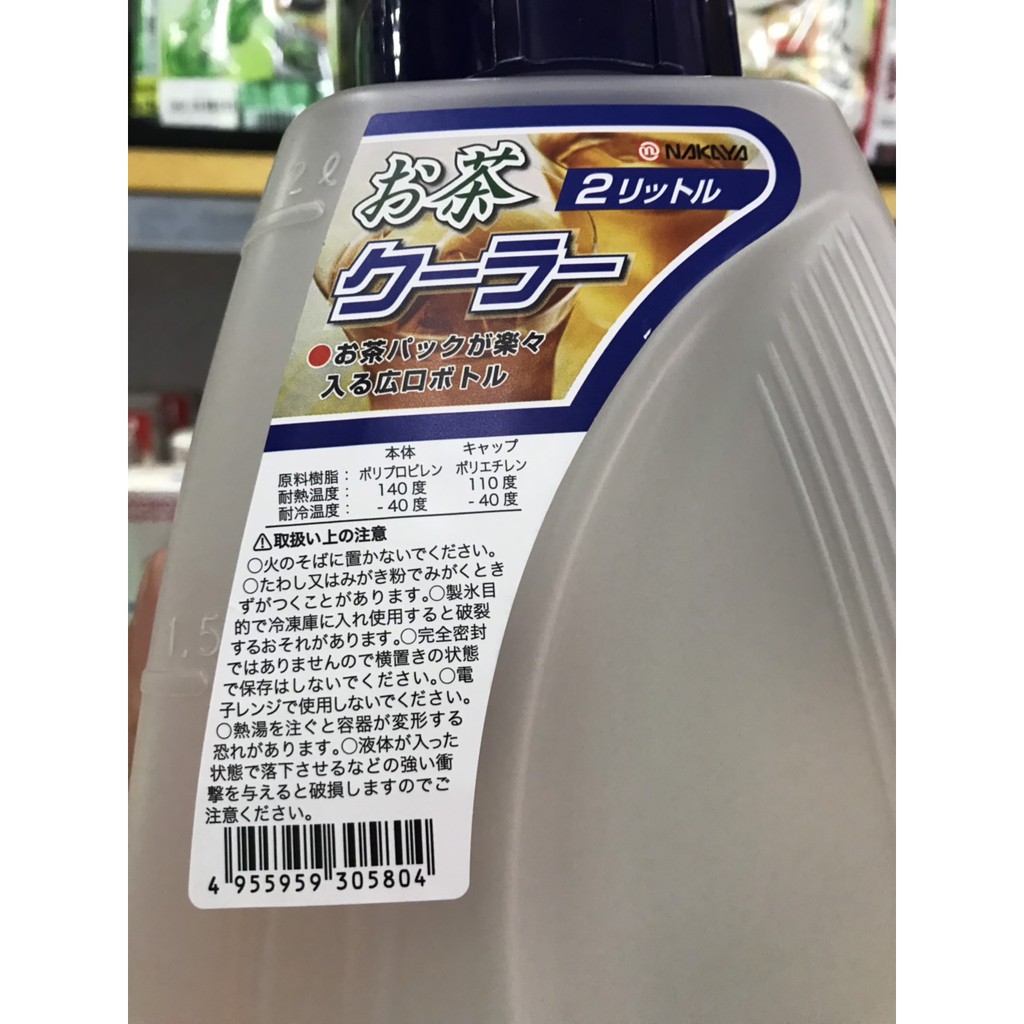 NAKAYA
お茶
2リットル
クーラー
●お茶パックが楽々
入る広口ボトル
本体 キャップ
原料樹脂：ポリプロピレン ポリエチレン
耐熱温度： 140度 110度
耐冷温度： -40度 -40度
⚠取扱い上の注意
○火のそばに置かないでください。
○たわし又はみがき粉でみがくとき
ずがつくことがあります。○製氷目
的で冷凍庫に入れ使用すると破裂
するおそれがあります。○完全密封
ではありませんので横置きの状態
で保存はしないでください。○電
子レンジで使用しないでください。
○熱湯を注ぐと容器が変形する
恐れがあります。○液体が入った
状態で落下させるなどの強い衝
撃を与えると破損しますのでご
注意ください。
4 955959 305804
2ℓ
1.5